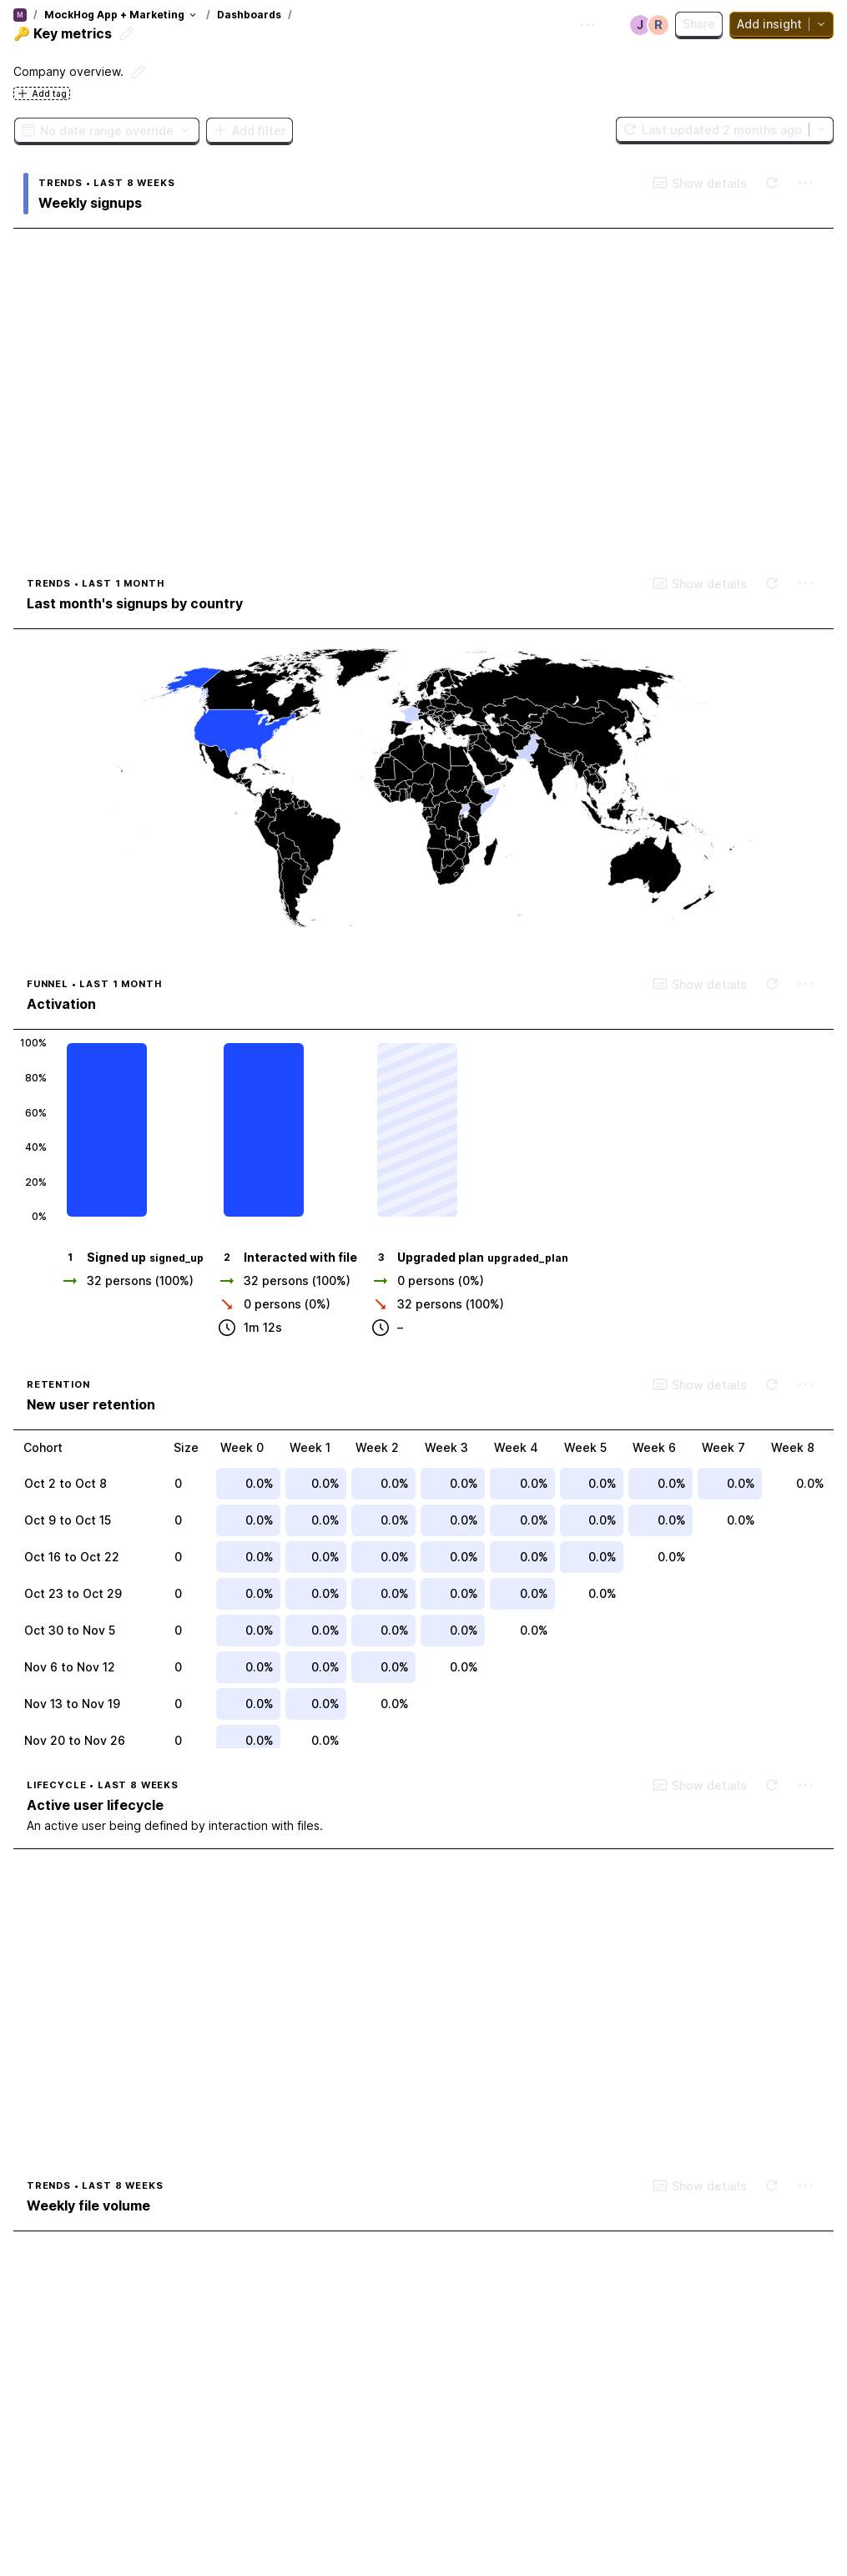 M / MockHog App + Marketing / Dashboards /
🔑 Key metrics
J R Share Add insight
Company overview.
Add tag
No date range override Add filter Last updated 2 months ago
TRENDS • LAST 8 WEEKS Show details
Weekly signups
TRENDS • LAST 1 MONTH Show details
Last month's signups by country
FUNNEL • LAST 1 MONTH Show details
Activation
100%
80%
60%
40%
20%
0%
1 Signed up signed_up 2 Interacted with file 3 Upgraded plan upgraded_plan
32 persons (100%) 32 persons (100%) 0 persons (0%)
0 persons (0%) 32 persons (100%)
1m 12s –
RETENTION Show details
New user retention
Cohort Size Week 0 Week 1 Week 2 Week 3 Week 4 Week 5 Week 6 Week 7 Week 8
Oct 2 to Oct 8 0 0.0% 0.0% 0.0% 0.0% 0.0% 0.0% 0.0% 0.0% 0.0%
Oct 9 to Oct 15 0 0.0% 0.0% 0.0% 0.0% 0.0% 0.0% 0.0% 0.0%
Oct 16 to Oct 22 0 0.0% 0.0% 0.0% 0.0% 0.0% 0.0% 0.0%
Oct 23 to Oct 29 0 0.0% 0.0% 0.0% 0.0% 0.0% 0.0%
Oct 30 to Nov 5 0 0.0% 0.0% 0.0% 0.0% 0.0%
Nov 6 to Nov 12 0 0.0% 0.0% 0.0% 0.0%
Nov 13 to Nov 19 0 0.0% 0.0% 0.0%
Nov 20 to Nov 26 0 0.0% 0.0%
LIFECYCLE • LAST 8 WEEKS Show details
Active user lifecycle
An active user being defined by interaction with files.
TRENDS • LAST 8 WEEKS Show details
Weekly file volume